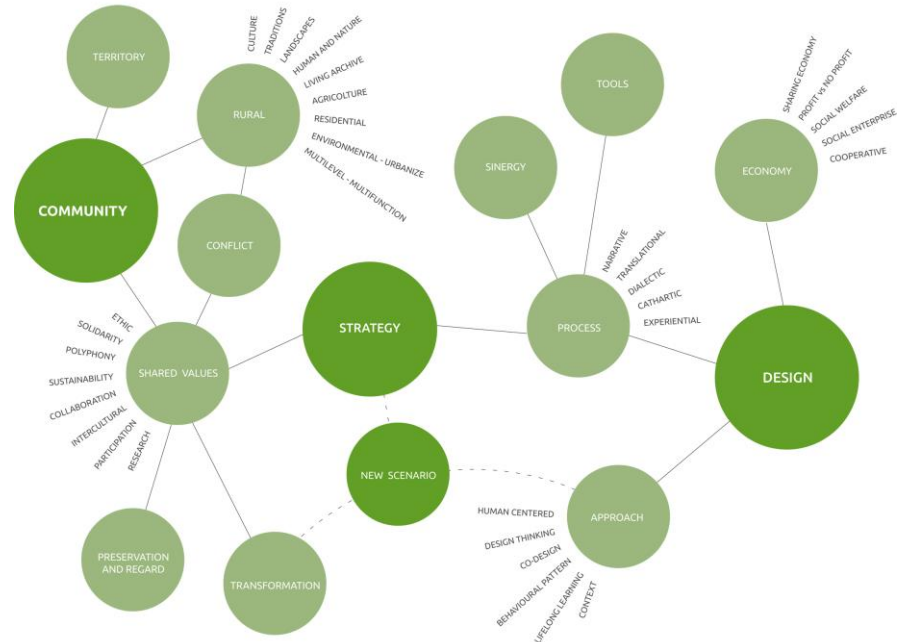 TERRITORY
RURAL
CULTURE
TRADITIONS
LANDSCAPES
HUMAN AND NATURE
LIVING ARCHIVE
AGRICOLTURE
RESIDENTIAL
ENVIRONMENTAL - URBANIZE
MULTILEVEL - MULTIFUNCTION
COMMUNITY
CONFLICT
TOOLS
SINERGY
ECONOMY
SHARING ECONOMY
PROFIT vs NO PROFIT
SOCIAL WELFARE
SOCIAL ENTERPRISE
COOPERATIVE
STRATEGY
PROCESS
NARRATIVE
TRANSLATIONAL
DIALECTIC
CATHARTIC
EXPERIENTIAL
SHARED VALUES
ETHIC
SOLIDARITY
POLYPHONY
SUSTAINABILITY
COLLABORATION
INTERCULTURAL
PARTICIPATION
RESEARCH
DESIGN
NEW SCENARIO
APPROACH
HUMAN CENTERED
DESIGN THINKING
CO-DESIGN
BEHAVIOURAL PATTERN
LIFELONG LEARNING
CONTEXT
PRESERVATION
AND REGARD
TRANSFORMATION